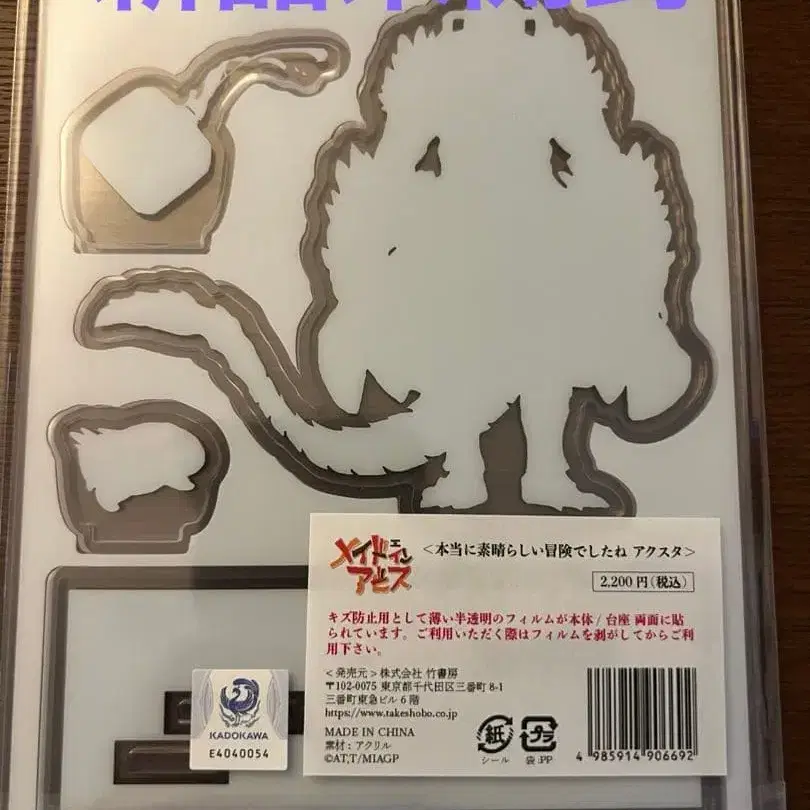 メイドインアビス
<本当に素晴らしい冒険でしたね アクスタ>
2,200円(税込)
キズ防止用として薄い半透明のフィルムが本体/台座 両面に貼
られています。ご利用いただく際はフィルムを剥がしてからご利
用下さい。
<発売元>株式会社 竹書房
〒102-0075 東京都千代田区三番町 8-1
三番町東急ビル 6 階
https://www.takeshobo.co.jp
MADE IN CHINA
素材:アクリル
©AT,T/MIAGP
紙
シール
プラ
袋:PP
4 985914 906692
KADOKAWA
E4040054